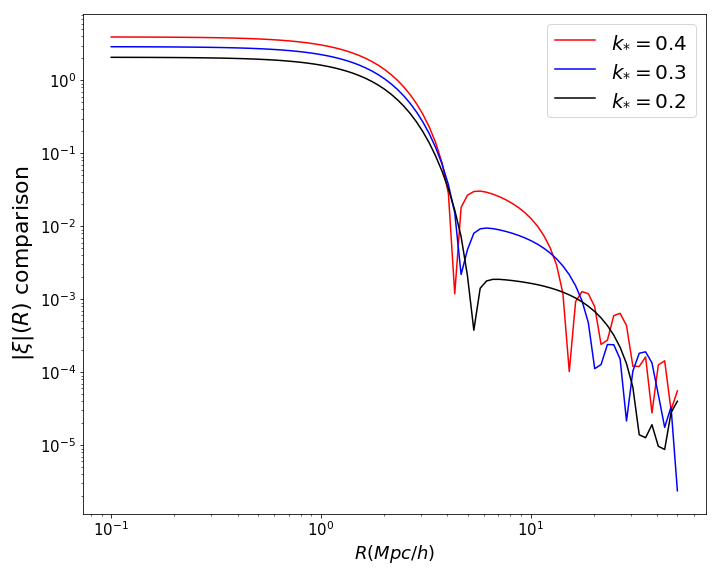 k* = 0.4
k* = 0.3
k* = 0.2
10^0
10^-1
10^-2
10^-3
10^-4
10^-5
|ξ|(R) comparison
10^-1
10^0
10^1
R(Mpc/h)